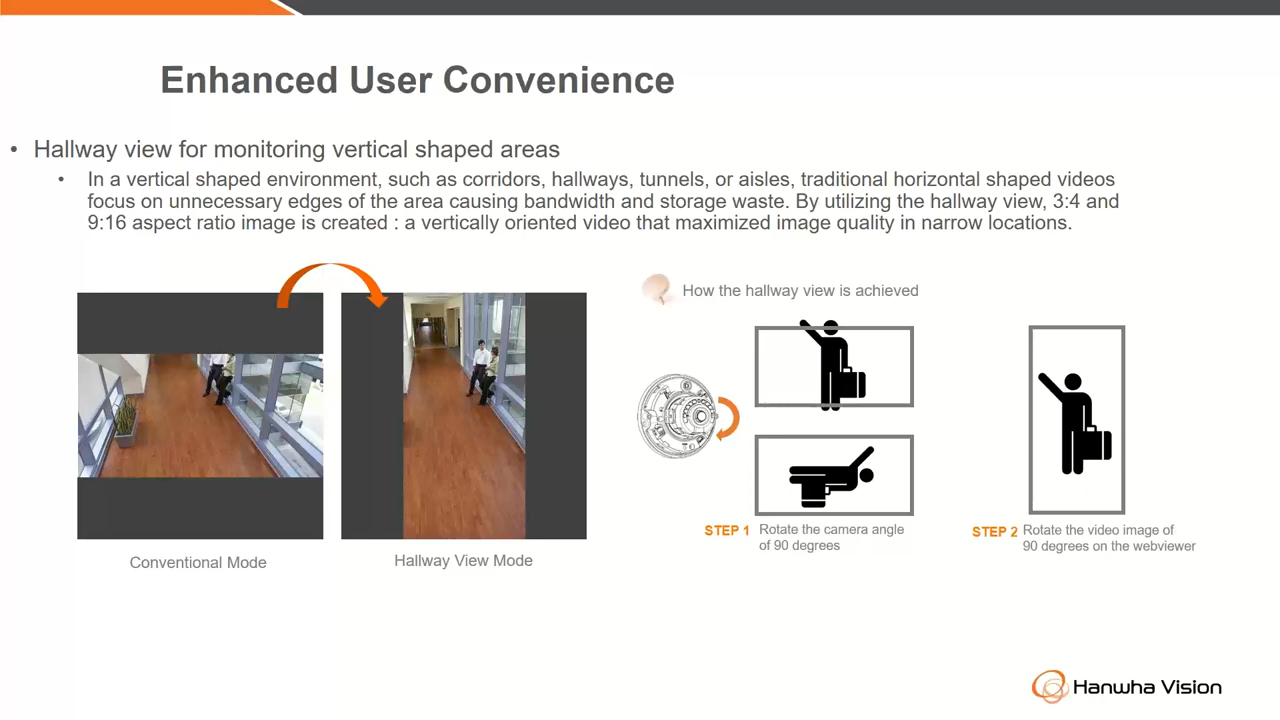 Enhanced User Convenience
• Hallway view for monitoring vertical shaped areas
• In a vertical shaped environment, such as corridors, hallways, tunnels, or aisles, traditional horizontal shaped videos
focus on unnecessary edges of the area causing bandwidth and storage waste. By utilizing the hallway view, 3:4 and
9:16 aspect ratio image is created : a vertically oriented video that maximized image quality in narrow locations.
How the hallway view is achieved
STEP 1 Rotate the camera angle
of 90 degrees
STEP 2 Rotate the video image of
90 degrees on the webviewer
Conventional Mode
Hallway View Mode
Hanwha Vision